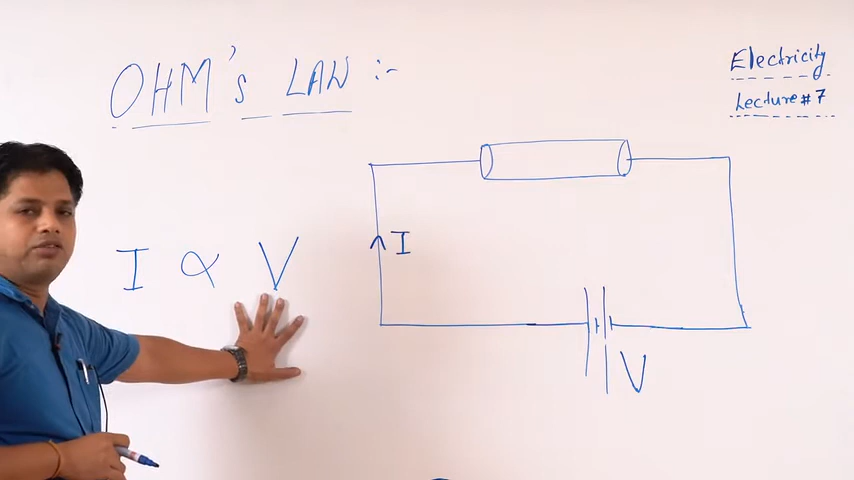 OHM's LAW :-
Electricity
Lecture#7
I ∝ V
I
V